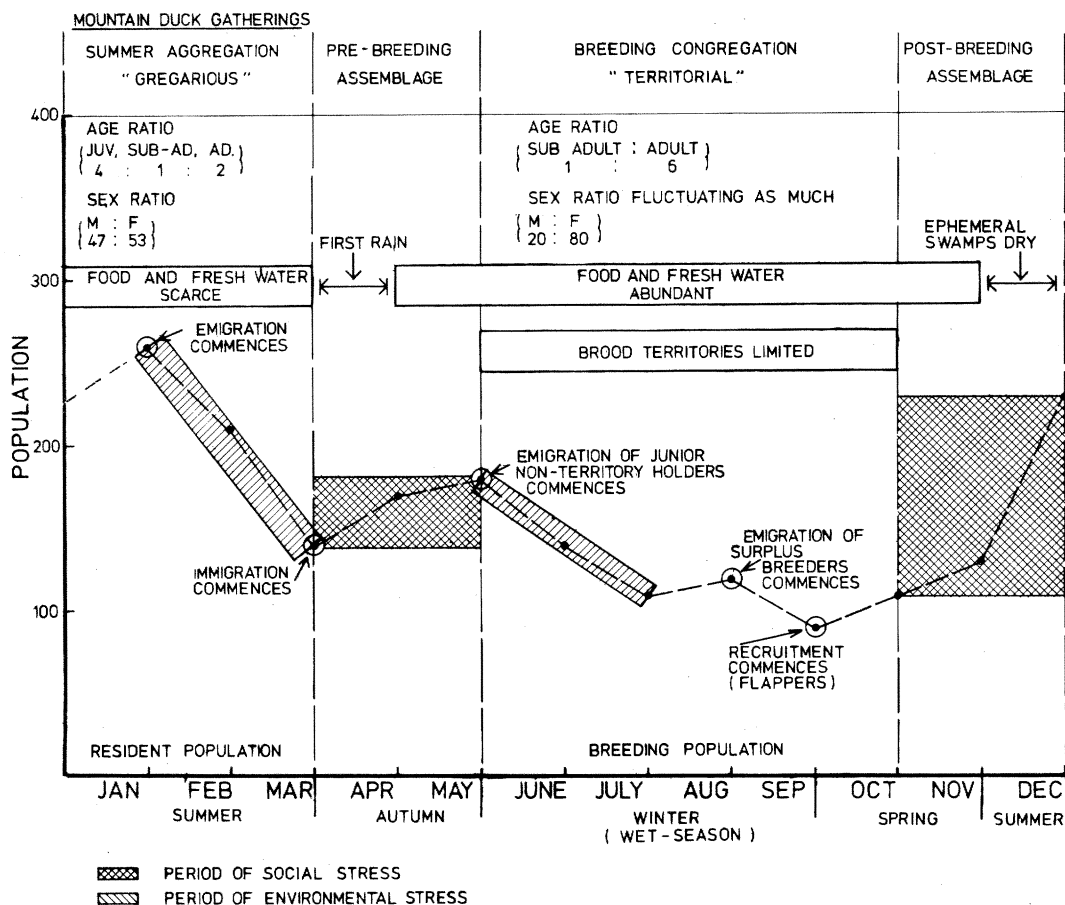 MOUNTAIN DUCK GATHERINGS
SUMMER AGGREGATION
" GREGARIOUS "
PRE-BREEDING
ASSEMBLAGE
BREEDING CONGREGATION
" TERRITORIAL "
POST-BREEDING
ASSEMBLAGE
400
300
200
100
POPULATION
AGE RATIO
( JUV, SUB-AD, AD. )
4 : 1 : 2
SEX RATIO
( M : F )
47 : 53
AGE RATIO
( SUB ADULT : ADULT )
1 : 6
SEX RATIO FLUCTUATING AS MUCH
( M : F )
20 : 80
FIRST RAIN
EPHEMERAL
SWAMPS DRY
FOOD AND FRESH WATER
SCARCE
FOOD AND FRESH WATER
ABUNDANT
BROOD TERRITORIES LIMITED
EMIGRATION
COMMENCES
IMMIGRATION
COMMENCES
EMIGRATION OF JUNIOR
NON-TERRITORY HOLDERS
COMMENCES
EMIGRATION OF
SURPLUS
BREEDERS
COMMENCES
RECRUITMENT
COMMENCES
( FLAPPERS )
RESIDENT POPULATION
BREEDING POPULATION
JAN FEB MAR APR MAY JUNE JULY AUG SEP OCT NOV DEC
SUMMER AUTUMN WINTER SPRING SUMMER
( WET-SEASON )
PERIOD OF SOCIAL STRESS
PERIOD OF ENVIRONMENTAL STRESS